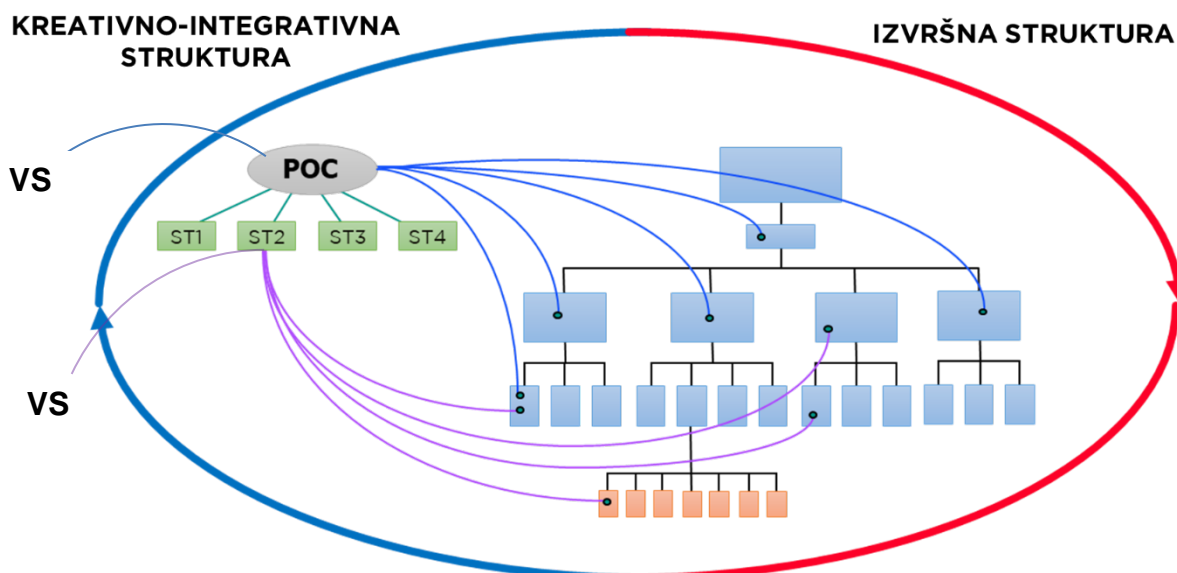 KREATIVNO-INTEGRATIVNA
STRUKTURA
IZVRŠNA STRUKTURA
VS
POC
ST1
ST2
ST3
ST4
VS